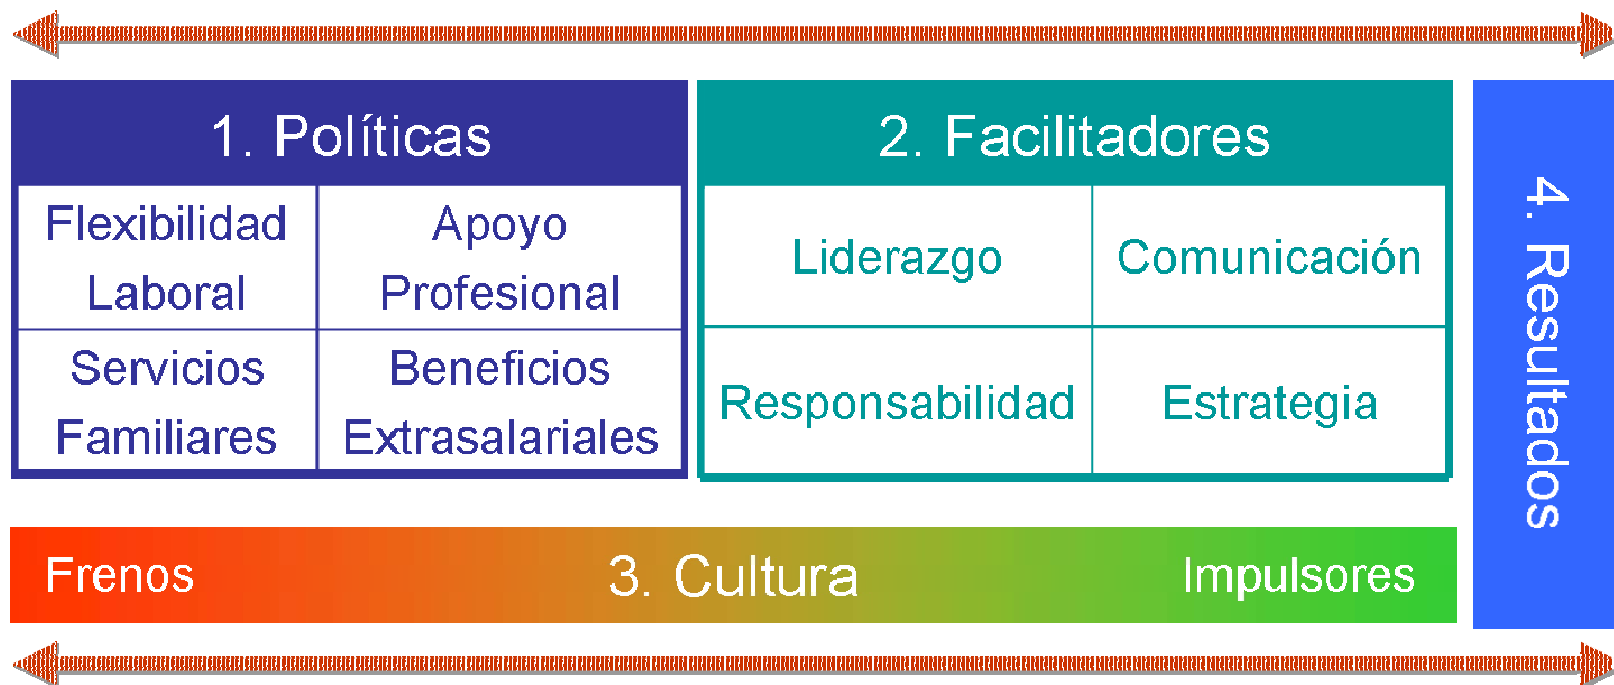 1. Políticas
Flexibilidad
Laboral
Apoyo
Profesional
Servicios
Familiares
Beneficios
Extrasalariales
2. Facilitadores
Liderazgo
Comunicación
Responsabilidad
Estrategia
Frenos
3. Cultura
Impulsores
4. Resultados